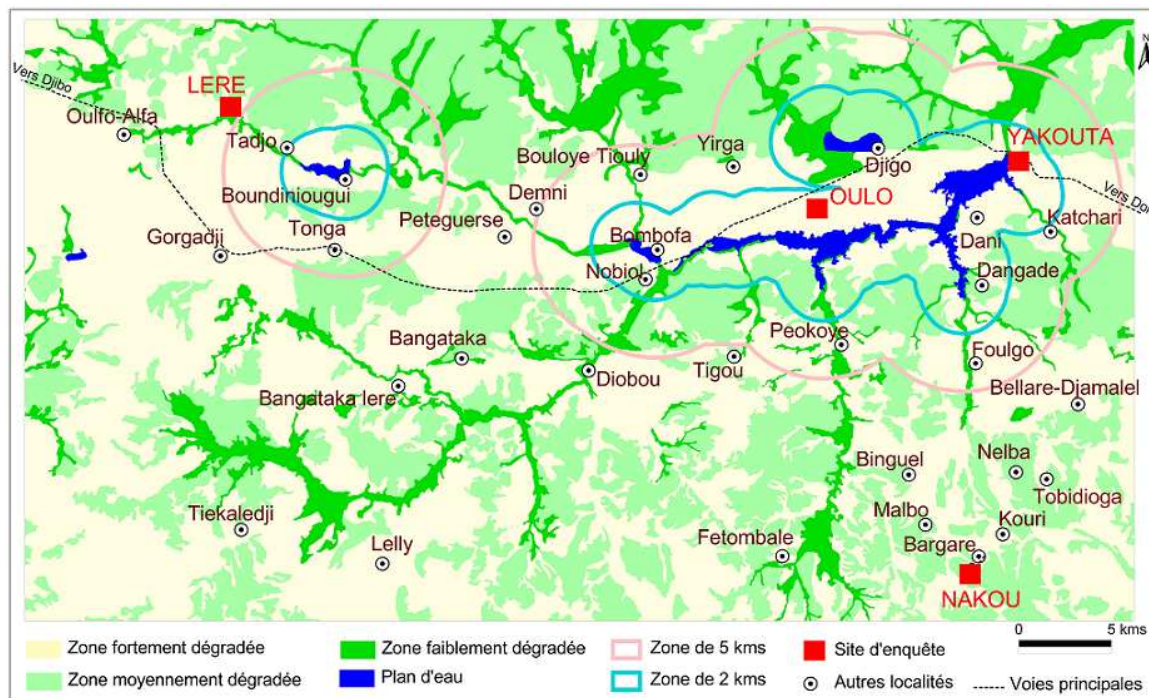 N
Vers Djibo
LERE
Oulfo-Alfa
Tadjo
Boundiniougui
Tonga
Gorgadji
Peteguerse
Demni
Bouloye Tiouly
Yirga
Djigo
YAKOUTA
OULO
Vers Dori
Katchari
Dani
Dangade
Bombofa
Nobiol
Peokoye
Foulgo
Tigou
Diobou
Bangataka
Bangataka lere
Bellare-Djamalel
Binguel
Nelba
Tobidioga
Malbo
Kouri
Bargare
NAKOU
Fetombale
Lelly
Tiekaledji
Zone fortement dégradée
Zone faiblement dégradée
Zone de 5 kms
Site d'enquête
0 5 kms
Zone moyennement dégradée
Plan d'eau
Zone de 2 kms
Autres localités
Voies principales